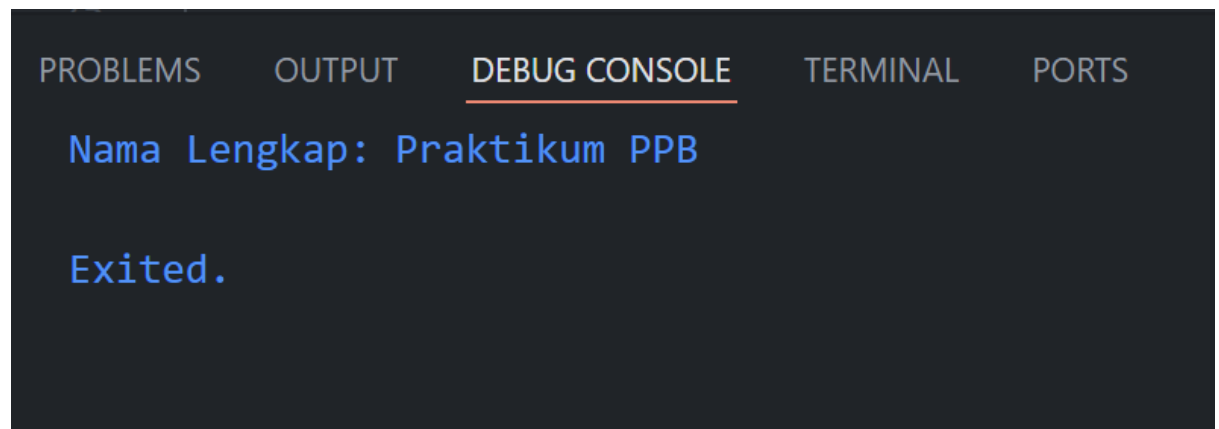 PROBLEMS OUTPUT DEBUG CONSOLE TERMINAL PORTS
Nama Lengkap: Praktikum PPB
Exited.